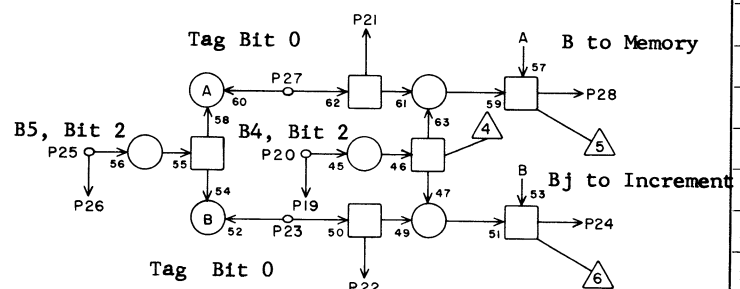 P21
Tag Bit 0
A
B to Memory
P27
57
A
60
62
61
59
P28
58
63
4
B5, Bit 2
B4, Bit 2
5
P25
56
55
P20
45
46
Bj to Increment
P26
54
P19
47
B
53
B
52
P23
50
49
51
P24
Tag Bit 0
P22
6